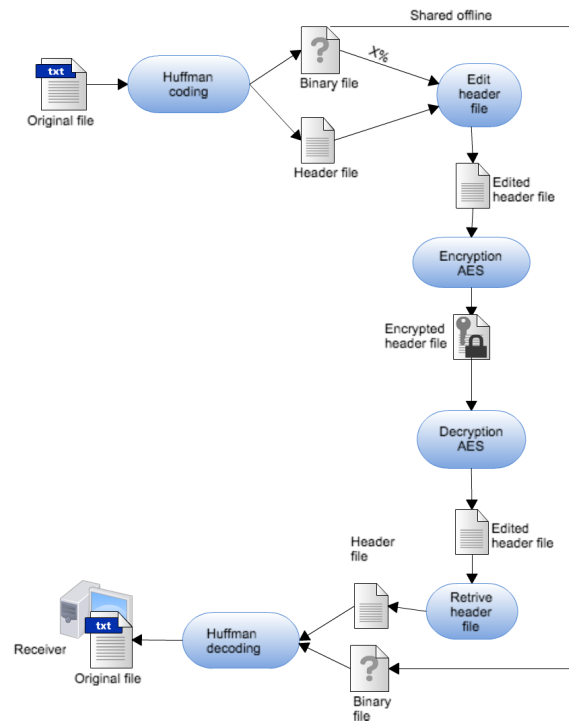 Shared offline
txt
Original file
Huffman
coding
Binary file
X%
Header file
Edit
header
file
Edited
header file
Encryption
AES
Encrypted
header file
Decryption
AES
Edited
header file
Header
file
Retrive
header
file
Huffman
decoding
txt
Receiver
Original file
Binary
file